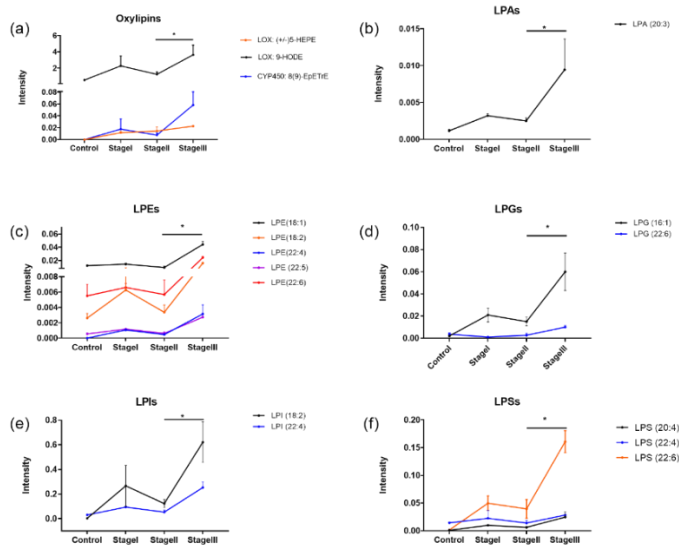 (a)
Oxylipins
Intensity
6
4
2
0.08
0.06
0.04
0.02
0.00
*
Control
StageI
StageII
StageIII
LOX: (+/-)5-HEPE
LOX: 9-HODE
CYP450: 8(9)-EpETrE
(b)
LPAs
Intensity
0.015
0.010
0.005
0.000
*
Control
StageI
StageII
StageIII
LPA (20:3)
(c)
LPEs
Intensity
0.06
0.04
0.02
0.008
0.006
0.004
0.002
0.000
*
Control
StageI
StageII
StageIII
LPE(18:1)
LPE(18:2)
LPE(22:4)
LPE (22:5)
LPE(22:6)
(d)
LPGs
Intensity
0.10
0.08
0.06
0.04
0.02
0.00
*
Control
StageI
StageII
StageIII
LPG (16:1)
LPG (22:6)
(e)
LPIs
Intensity
0.8
0.6
0.4
0.2
0.0
*
Control
StageI
StageII
StageIII
LPI (18:2)
LPI (22:4)
(f)
LPSs
Intensity
0.20
0.15
0.10
0.05
0.00
*
Control
StageI
StageII
StageIII
LPS (20:4)
LPS (22:4)
LPS (22:6)